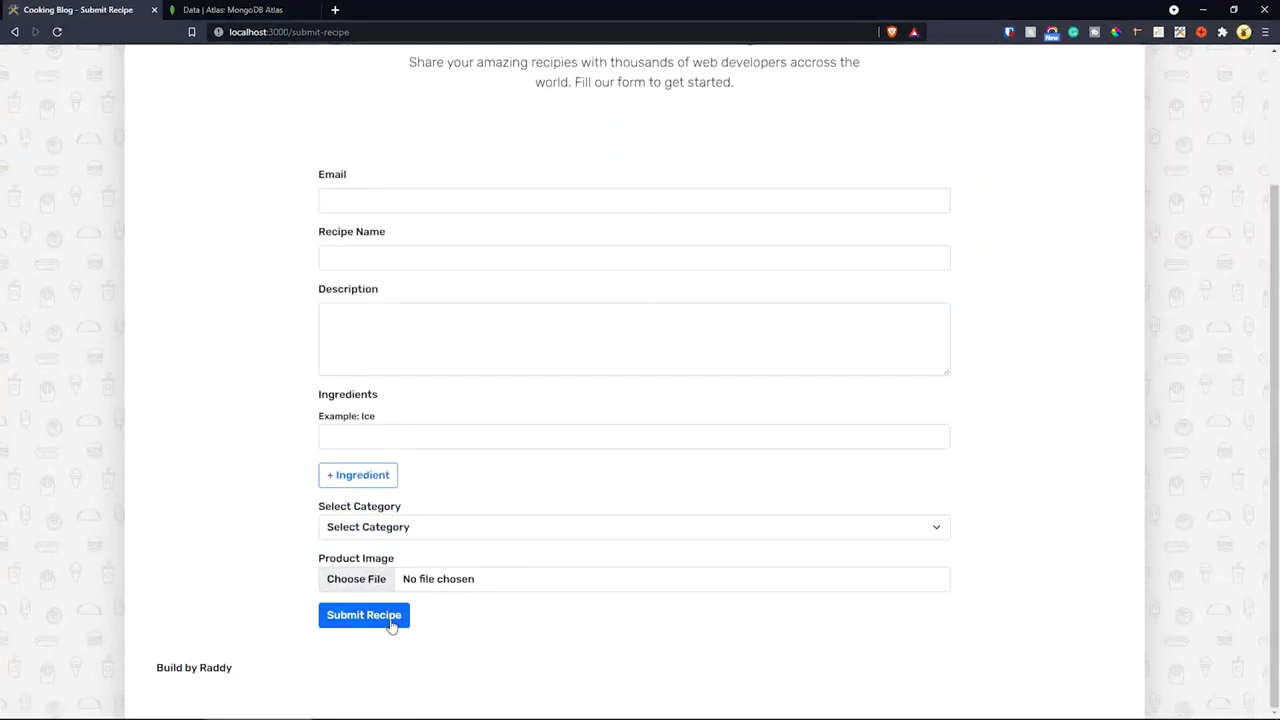 Cooking Blog - Submit Recipe
Data | Atlas: MongoDB Atlas
localhost:3000/submit-recipe
New
Share your amazing recipies with thousands of web developers accross the
world. Fill our form to get started.
Email
Recipe Name
Description
Ingredients
Example: Ice
+ Ingredient
Select Category
Select Category
Product Image
Choose File No file chosen
Submit Recipe
Build by Raddy